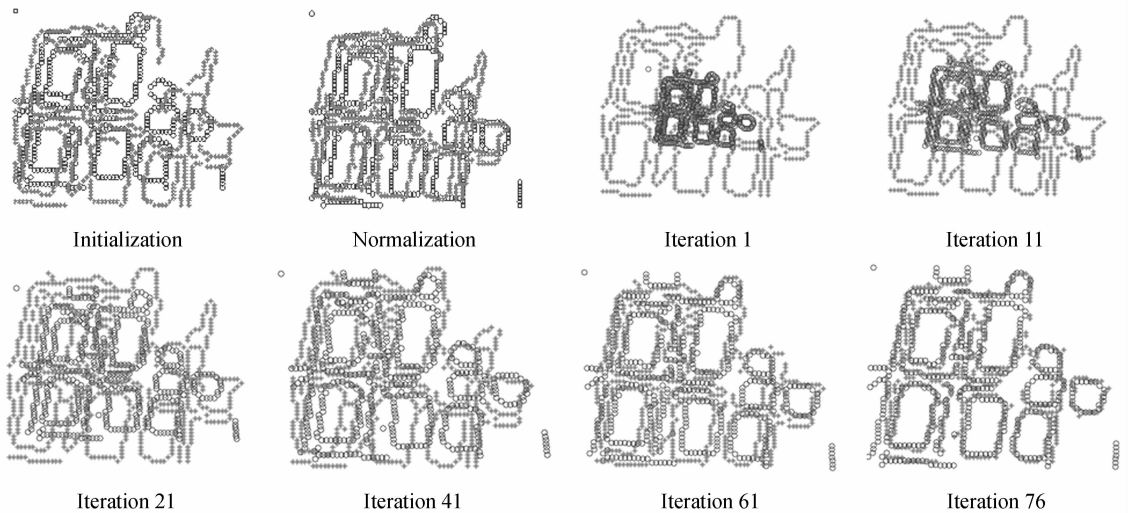 Initialization
Normalization
Iteration 1
Iteration 11
Iteration 21
Iteration 41
Iteration 61
Iteration 76